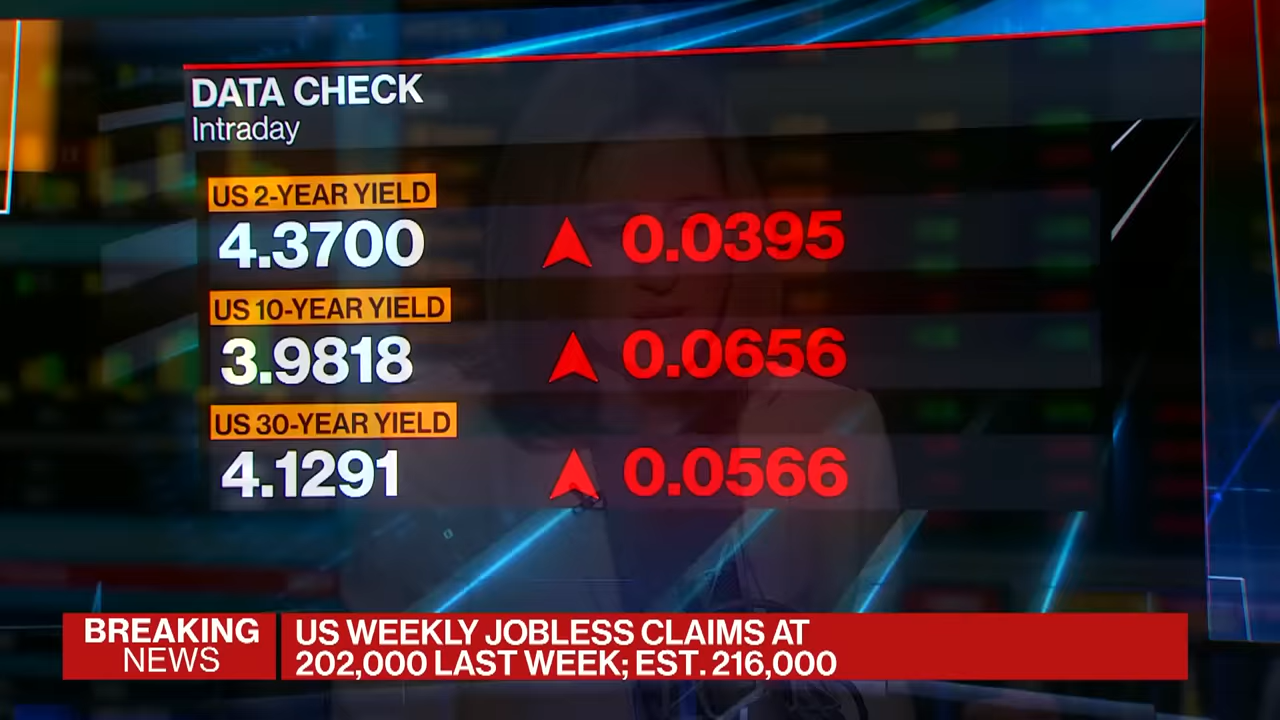 DATA CHECK
Intraday
US 2-YEAR YIELD
4.3700 ▲ 0.0395
US 10-YEAR YIELD
3.9818 ▲ 0.0656
US 30-YEAR YIELD
4.1291 ▲ 0.0566
BREAKING NEWS
US WEEKLY JOBLESS CLAIMS AT
202,000 LAST WEEK; EST. 216,000